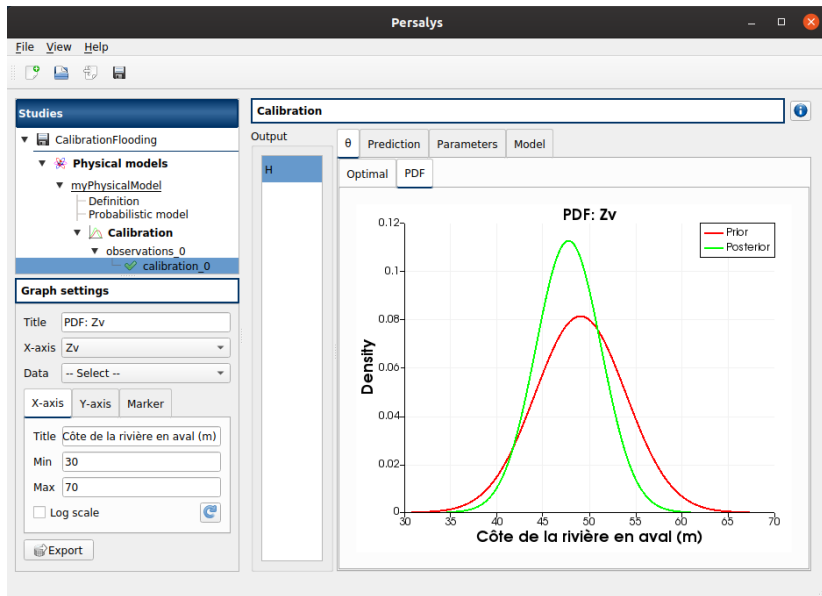 Persalys
File View Help
Studies
CalibrationFlooding
Physical models
myPhysicalModel
Definition
Probabilistic model
Calibration
observations_0
calibration_0
Graph settings
Title PDF: Zv
X-axis Zv
Data -- Select --
X-axis Y-axis Marker
Title Côte de la rivière en aval (m)
Min 30
Max 70
Log scale
Export
Calibration
Output
H
θ Prediction Parameters Model
Optimal PDF
PDF: Zv
Prior
Posterior
Density
0.12
0.1
0.08
0.06
0.04
0.02
0
30 35 40 45 50 55 60 65 70
Côte de la rivière en aval (m)